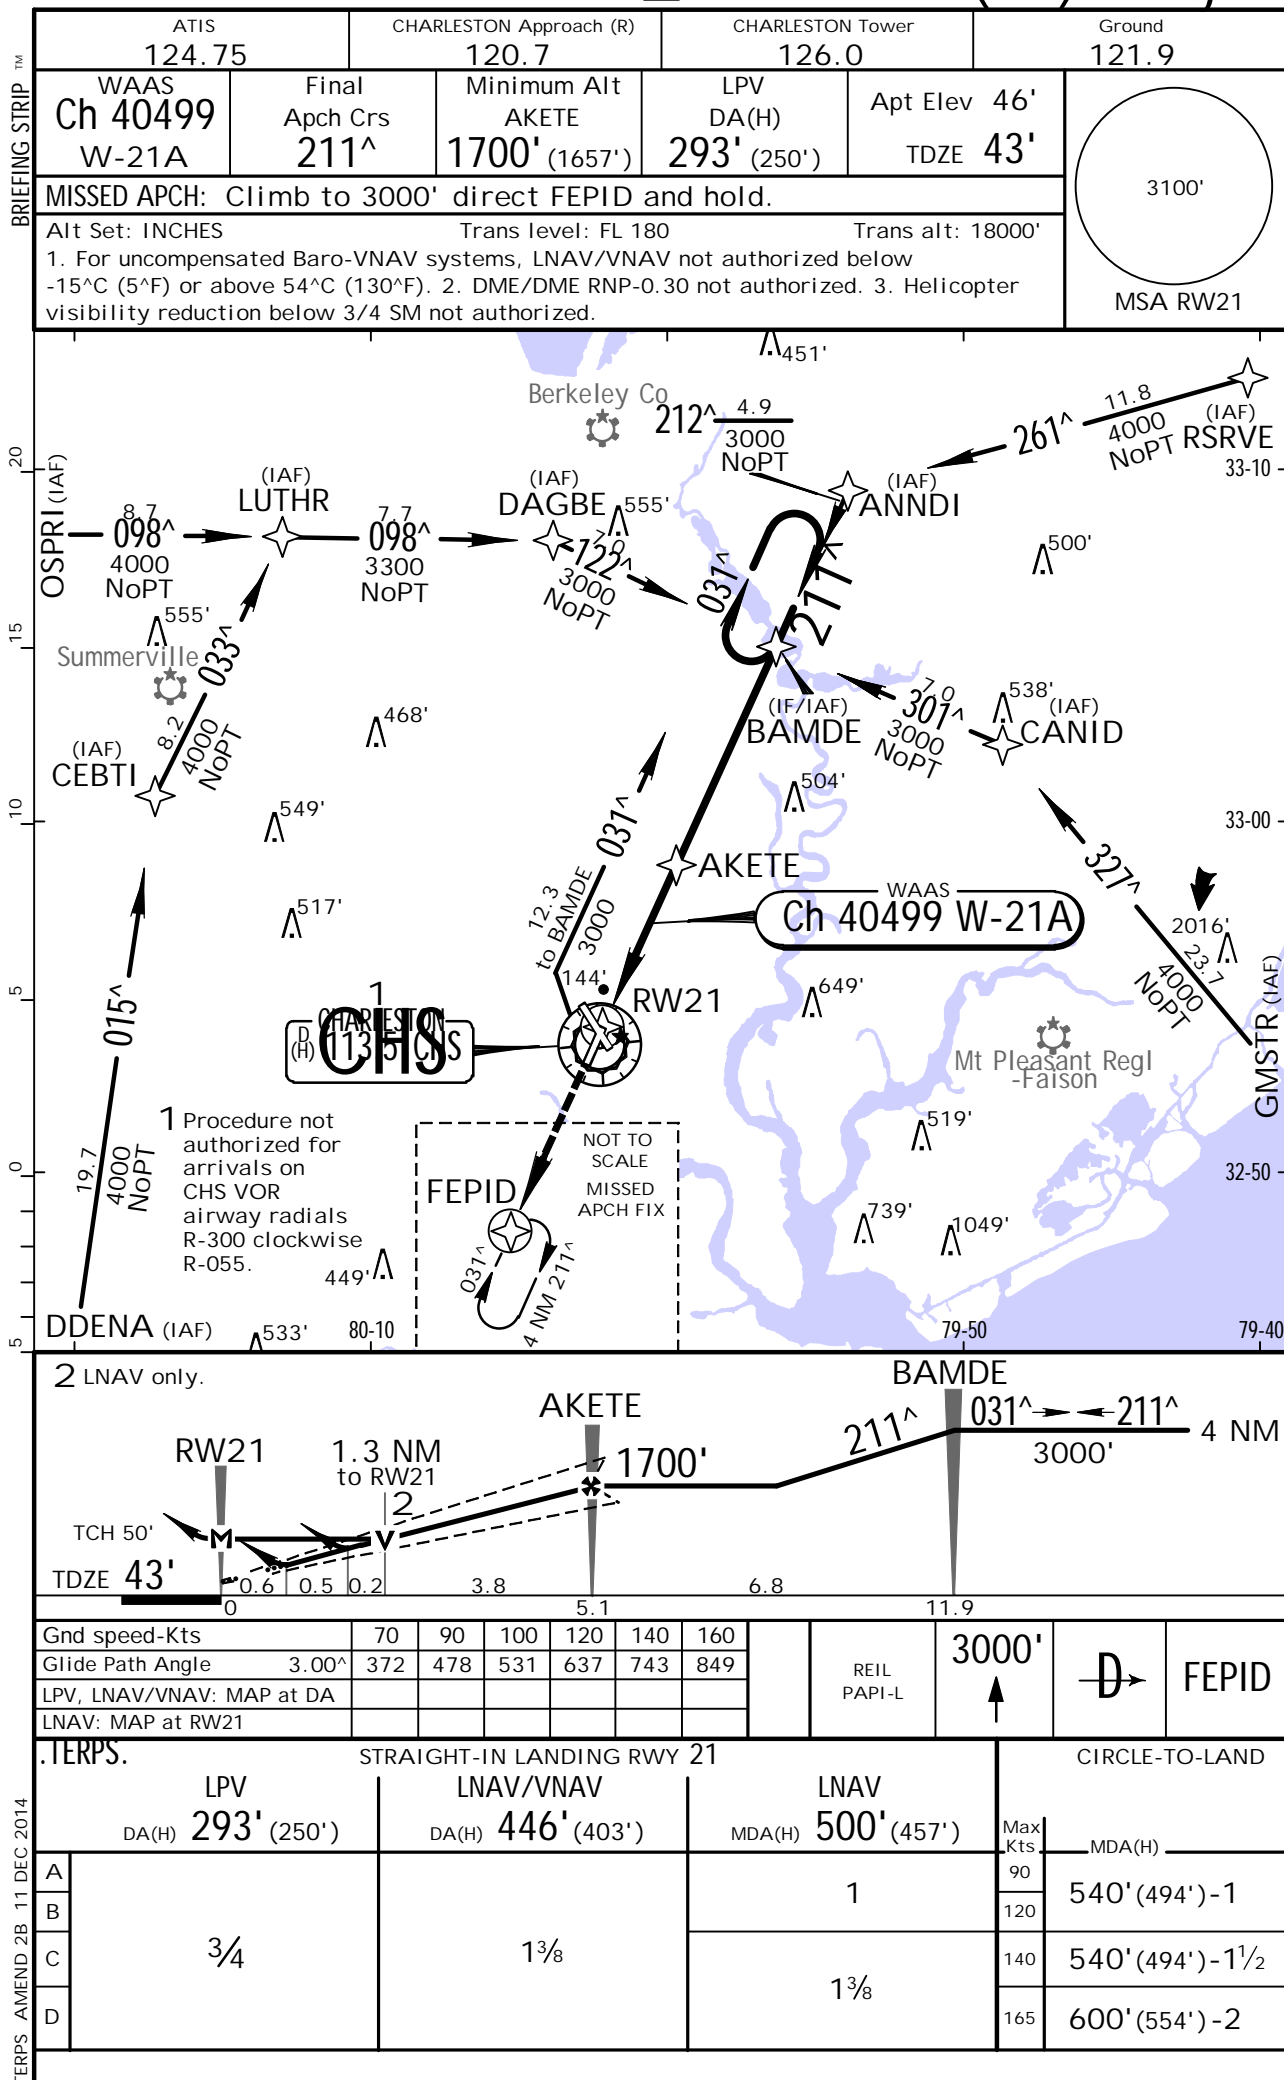 BRIEFING STRIP TM
ATIS
124.75
CHARLESTON Approach (R)
120.7
CHARLESTON Tower
126.0
Ground
121.9
WAAS
Ch 40499
W-21A
Final
Apch Crs
211^
Minimum Alt
AKETE
1700' (1657')
LPV
DA(H)
293' (250')
Apt Elev 46'
TDZE 43'
3100'
MSA RW21
MISSED APCH: Climb to 3000' direct FEPID and hold.
Alt Set: INCHES Trans level: FL 180 Trans alt: 18000'
1. For uncompensated Baro-VNAV systems, LNAV/VNAV not authorized below
-15^C (5^F) or above 54^C (130^F). 2. DME/DME RNP-0.30 not authorized. 3. Helicopter
visibility reduction below 3/4 SM not authorized.
451'
Berkeley Co
212^ 4.9
3000
NoPT
11.8
261^
4000
NoPT
(IAF)
RSRVE
33-10
20
OSPRI (IAF)
8.7
098^
4000
NoPT
(IAF)
LUTHR
7.7
098^
3300
NoPT
(IAF)
DAGBE
555'
7.0
122^
3000
NoPT
(IAF)
ANNDI
500'
031^
211^
15
555'
Summerville
033^
8.2
4000
NoPT
(IAF)
CEBTI
468'
(IF/IAF)
BAMDE
7.0
301^
3000
NoPT
538'
(IAF)
CANID
504'
10
549'
33-00
031^
12.3
to BAMDE
3000
AKETE
WAAS
Ch 40499 W-21A
327^
2016'
23.7
4000
NoPT
GMSTR (IAF)
517'
5
144'
RW21
649'
1
CHARLESTON
D
(H)
113.5 CHS
CHS
Mt Pleasant Regl
-Faison
015^
19.7
4000
NoPT
1 Procedure not
authorized for
arrivals on
CHS VOR
airway radials
R-300 clockwise
R-055.
519'
0
32-50
NOT TO
SCALE
MISSED
APCH FIX
FEPID
031^
4 NM 211^
739'
1049'
449'
DDENA (IAF)
533'
5
80-10
79-50
79-40
2 LNAV only.
BAMDE
AKETE
211^
031^ 211^
4 NM
3000'
RW21
1.3 NM
to RW21
2
1700'
TCH 50'
M
V
TDZE 43'
0.6 0.5 0.2 3.8 6.8
0 5.1 11.9
Gnd speed-Kts 70 90 100 120 140 160
Glide Path Angle 3.00^ 372 478 531 637 743 849
LPV, LNAV/VNAV: MAP at DA
LNAV: MAP at RW21
REIL
PAPI-L
3000'
D
FEPID
.TERPS.
STRAIGHT-IN LANDING RWY 21
CIRCLE-TO-LAND
LPV
DA(H) 293' (250')
LNAV/VNAV
DA(H) 446' (403')
LNAV
MDA(H) 500' (457')
Max
Kts
MDA(H)
A
B
C
D
3/4
1 3/8
1
1 3/8
90
120
540' (494') -1
140
540' (494') -1 1/2
165
600' (554') -2
TERPS AMEND 2B 11 DEC 2014